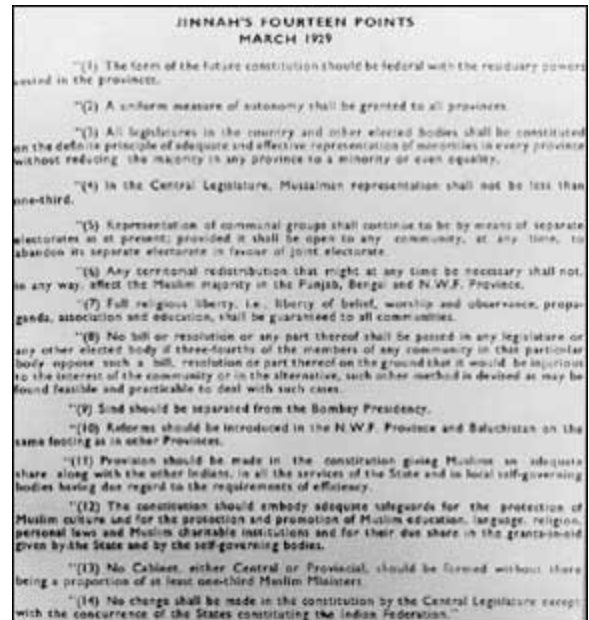 JINNAH'S FOURTEEN POINTS
MARCH 1929
"(1) The form of the future constitution should be federal with the residuary powers
vested in the provinces.
"(2) A uniform measure of autonomy shall be granted to all provinces.
"(3) All legislatures in the country and other elected bodies shall be constituted
on the definite principle of adequate and effective representation of minorities in every province
without reducing the majority in any province to a minority or even equality.
"(4) In the Central Legislature, Mussalman representation shall not be less than
one-third.
"(5) Representation of communal groups shall continue to be by means of separate
electorates as at present; provided it shall be open to any community, at any time, to
abandon its separate electorate in favour of joint electorate.
"(6) Any territorial redistribution that might at any time be necessary shall not,
in any way, affect the Muslim majority in the Punjab, Bengal and N.W.F. Province.
"(7) Full religious liberty, i.e., liberty of belief, worship and observance, propa-
ganda, association and education, shall be guaranteed to all communities.
"(8) No bill or resolution or any part thereof shall be passed in any legislature or
any other elected body if three-fourths of the members of any community in that particular
body oppose such a bill, resolution or part thereof on the ground that it would be injurious
to the interest of the community or in the alternative, such other method is devised as may be
found feasible and practicable to deal with such cases.
"(9) Sind should be separated from the Bombay Presidency.
"(10) Reforms should be introduced in the N.W.F. Province and Baluchistan on the
same footing as in other Provinces.
"(11) Provision should be made in the constitution giving Muslims an adequate
share along with the other Indians, in all the services of the State and in local self-governing
bodies having due regard to the requirements of efficiency.
"(12) The constitution should embody adequate safeguards for the protection of
Muslim culture and for the protection and promotion of Muslim education, language, religion,
personal laws and Muslim charitable institutions and for their due share in the grants-in-aid
given by the State and by the self-governing bodies.
"(13) No Cabinet, either Central or Provincial, should be formed without there
being a proportion of at least one-third Muslim Ministers.
"(14) No change shall be made in the constitution by the Central Legislature except
with the concurrence of the States constituting the Indian Federation."